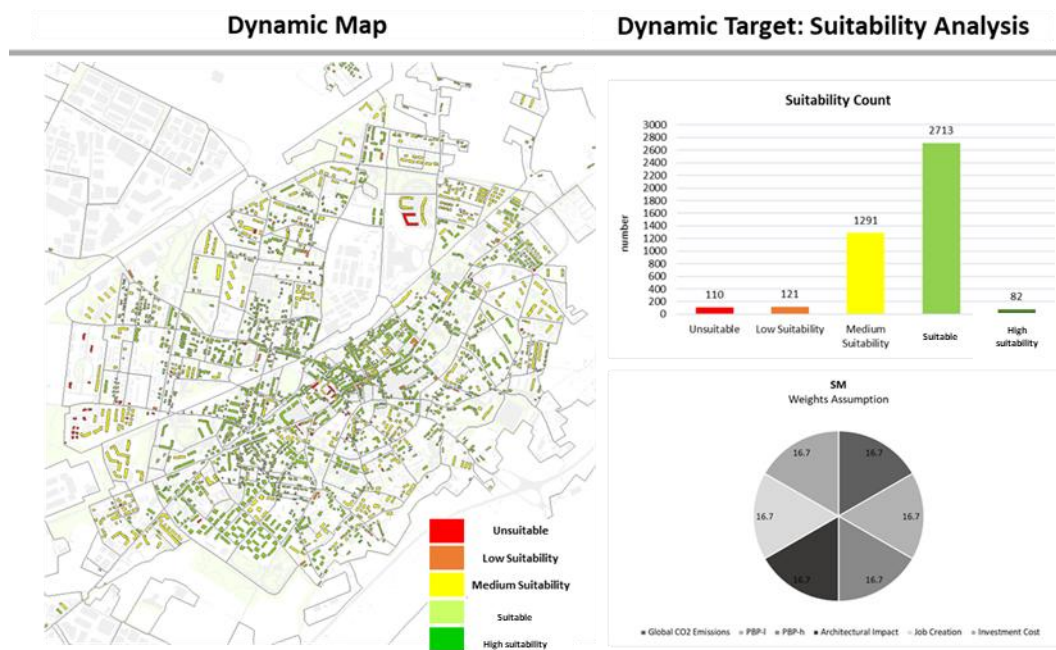 Dynamic Map
Dynamic Target: Suitability Analysis
Unsuitable
Low Suitability
Medium Suitability
Suitable
High suitability
Suitability Count
number
3000
2800
2600
2400
2200
2000
1800
1600
1400
1200
1000
800
600
400
200
0
110
121
1291
2713
82
Unsuitable
Low Suitability
Medium
Suitability
Suitable
High
suitability
SM
Weights Assumption
16.7
16.7
16.7
16.7
16.7
16.7
Global CO2 Emissions PBP-l PBP-h Architectural Impact Job Creation Investment Cost